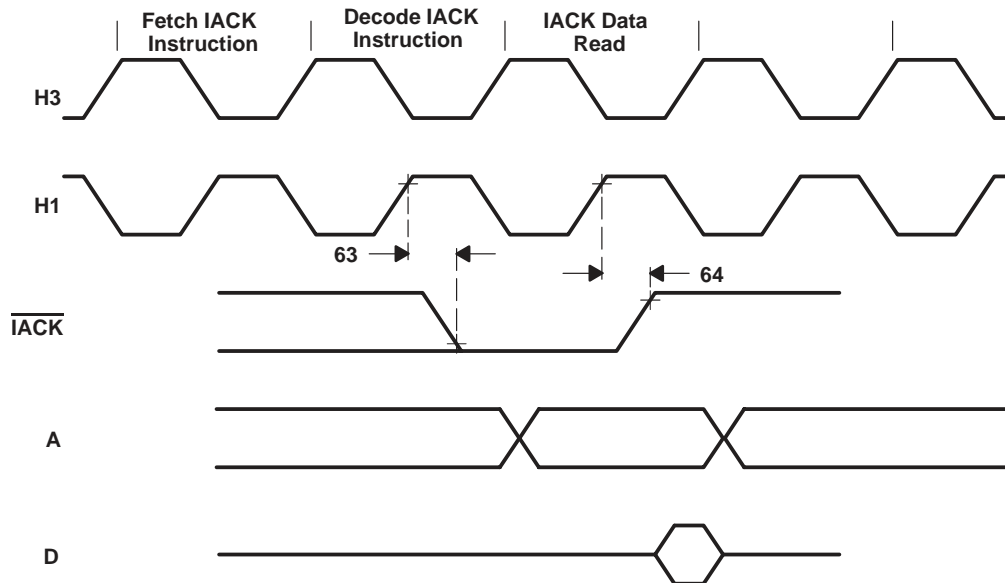 Fetch IACK
Instruction
Decode IACK
Instruction
IACK Data
Read
H3
H1
63
64
IACK
A
D